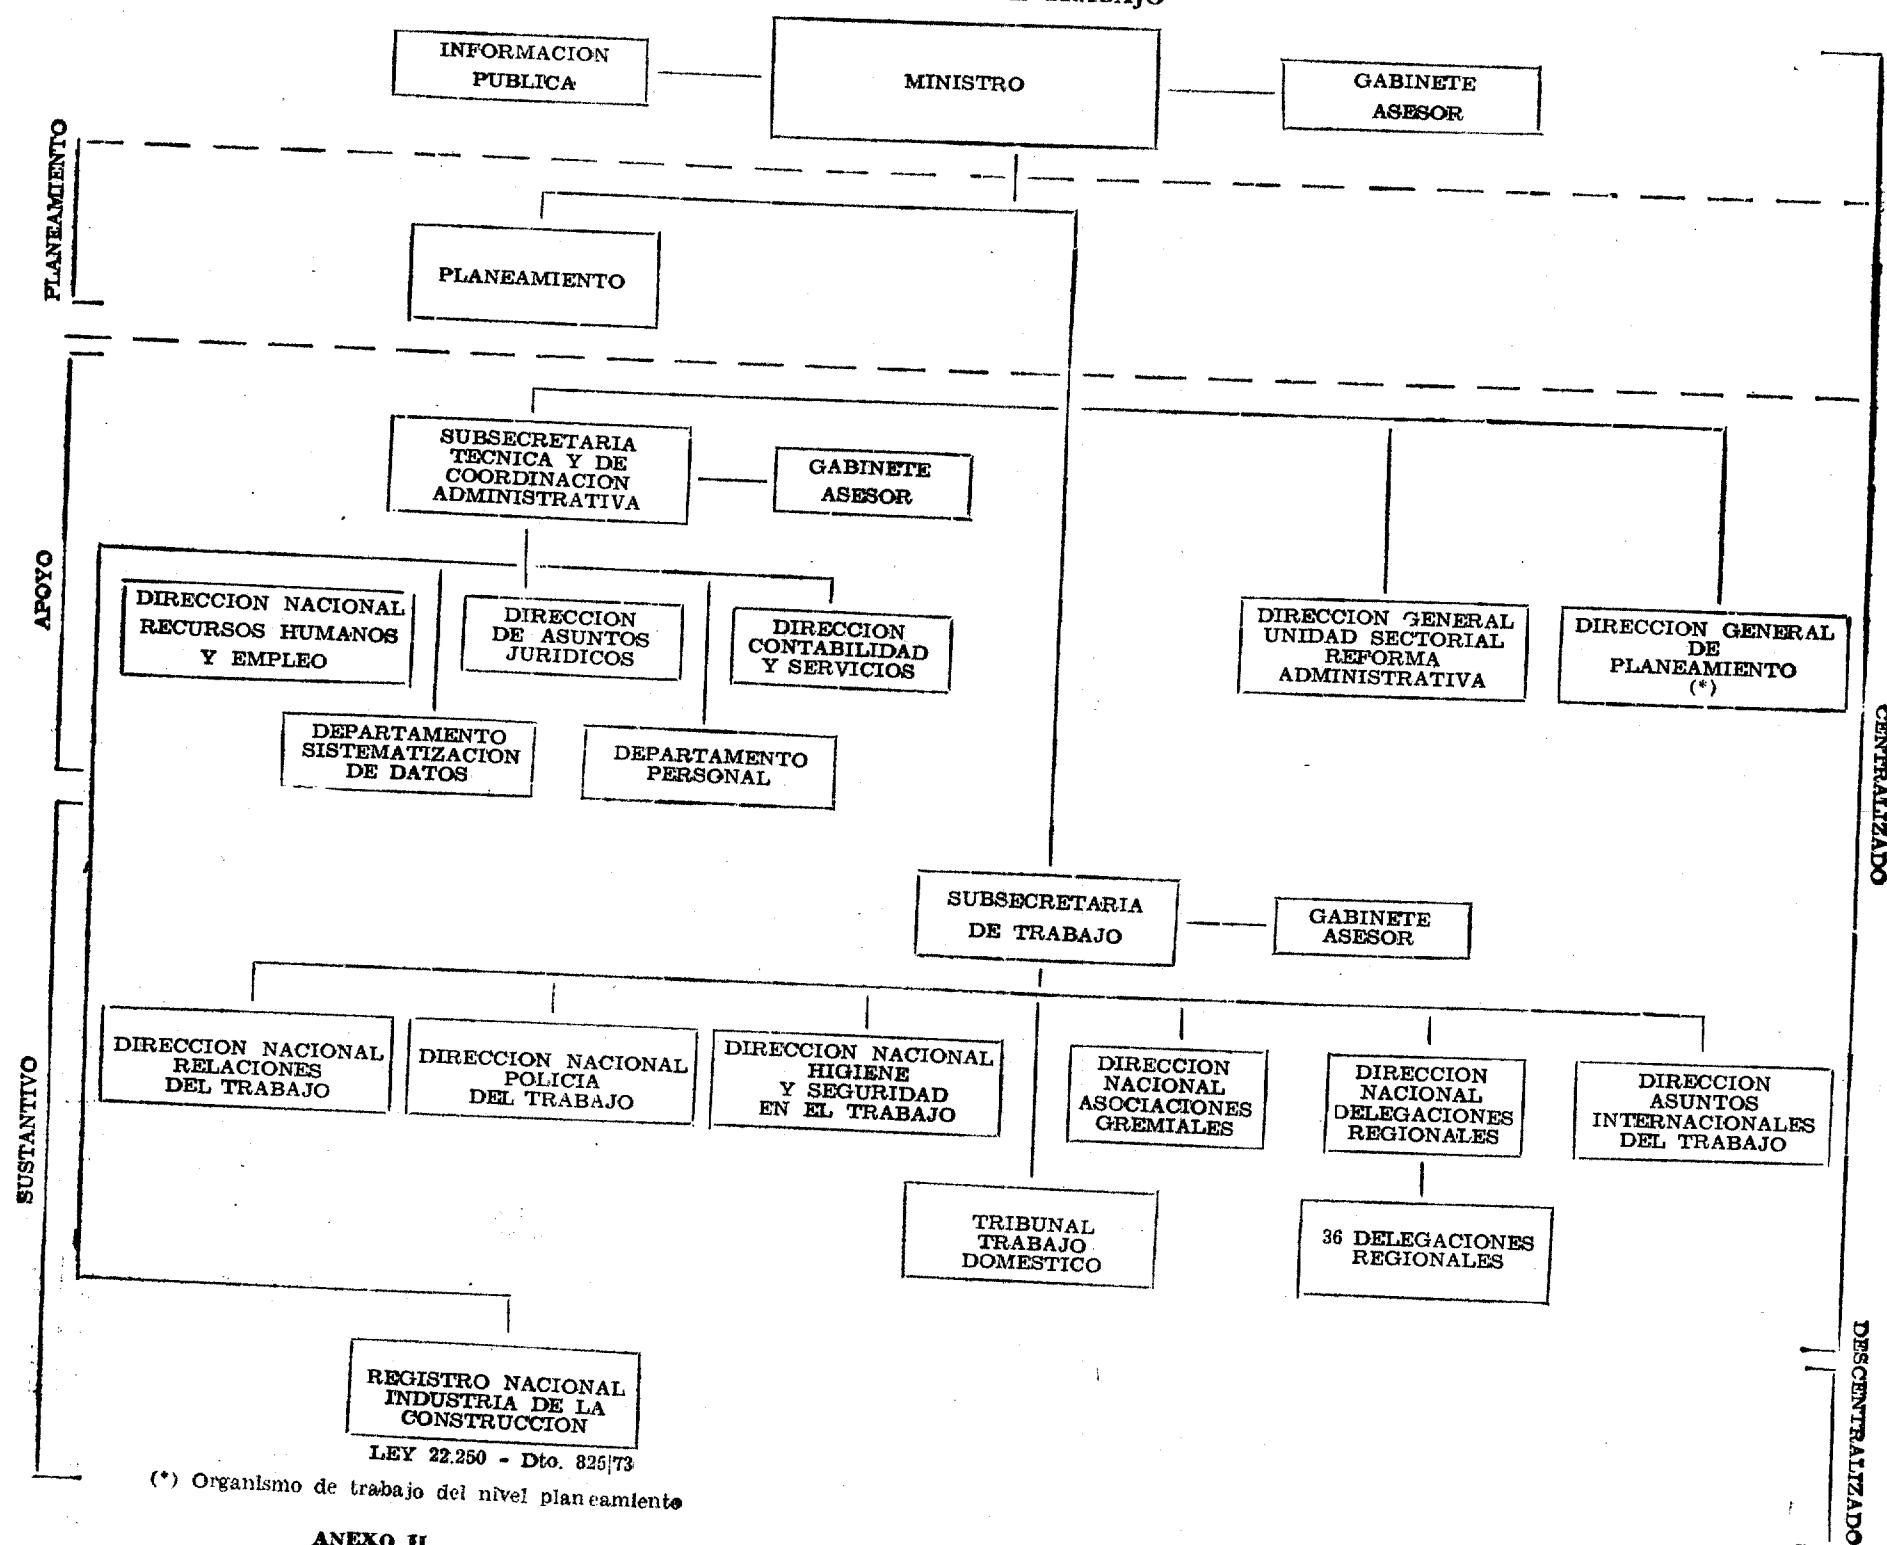 INFORMACION
PUBLICA
MINISTRO
GABINETE
ASESOR
PLANEAMIENTO
PLANEAMIENTO
APOYO
SUBSECRETARIA
TECNICA Y DE
COORDINACION
ADMINISTRATIVA
GABINETE
ASESOR
DIRECCION NACIONAL
RECURSOS HUMANOS
Y EMPLEO
DIRECCION
DE ASUNTOS
JURIDICOS
DIRECCION
CONTABILIDAD
Y SERVICIOS
DIRECCION GENERAL
UNIDAD SECTORIAL
REFORMA
ADMINISTRATIVA
DIRECCION GENERAL
DE
PLANEAMIENTO
(*)
DEPARTAMENTO
SISTEMATIZACION
DE DATOS
DEPARTAMENTO
PERSONAL
CENTRALIZADO
SUSTANTIVO
SUBSECRETARIA
DE TRABAJO
GABINETE
ASESOR
DIRECCION NACIONAL
RELACIONES
DEL TRABAJO
DIRECCION NACIONAL
POLICIA
DEL TRABAJO
DIRECCION NACIONAL
HIGIENE
Y SEGURIDAD
EN EL TRABAJO
DIRECCION
NACIONAL
ASOCIACIONES
GREMIALES
DIRECCION
NACIONAL
DELEGACIONES
REGIONALES
DIRECCION
ASUNTOS
INTERNACIONALES
DEL TRABAJO
TRIBUNAL
TRABAJO
DOMESTICO
36 DELEGACIONES
REGIONALES
DESCENTRALIZADO
REGISTRO NACIONAL
INDUSTRIA DE LA
CONSTRUCCION
LEY 22.250 - Dto. 825|73
(*) Organismo de trabajo del nivel planeamiento
ANEXO II